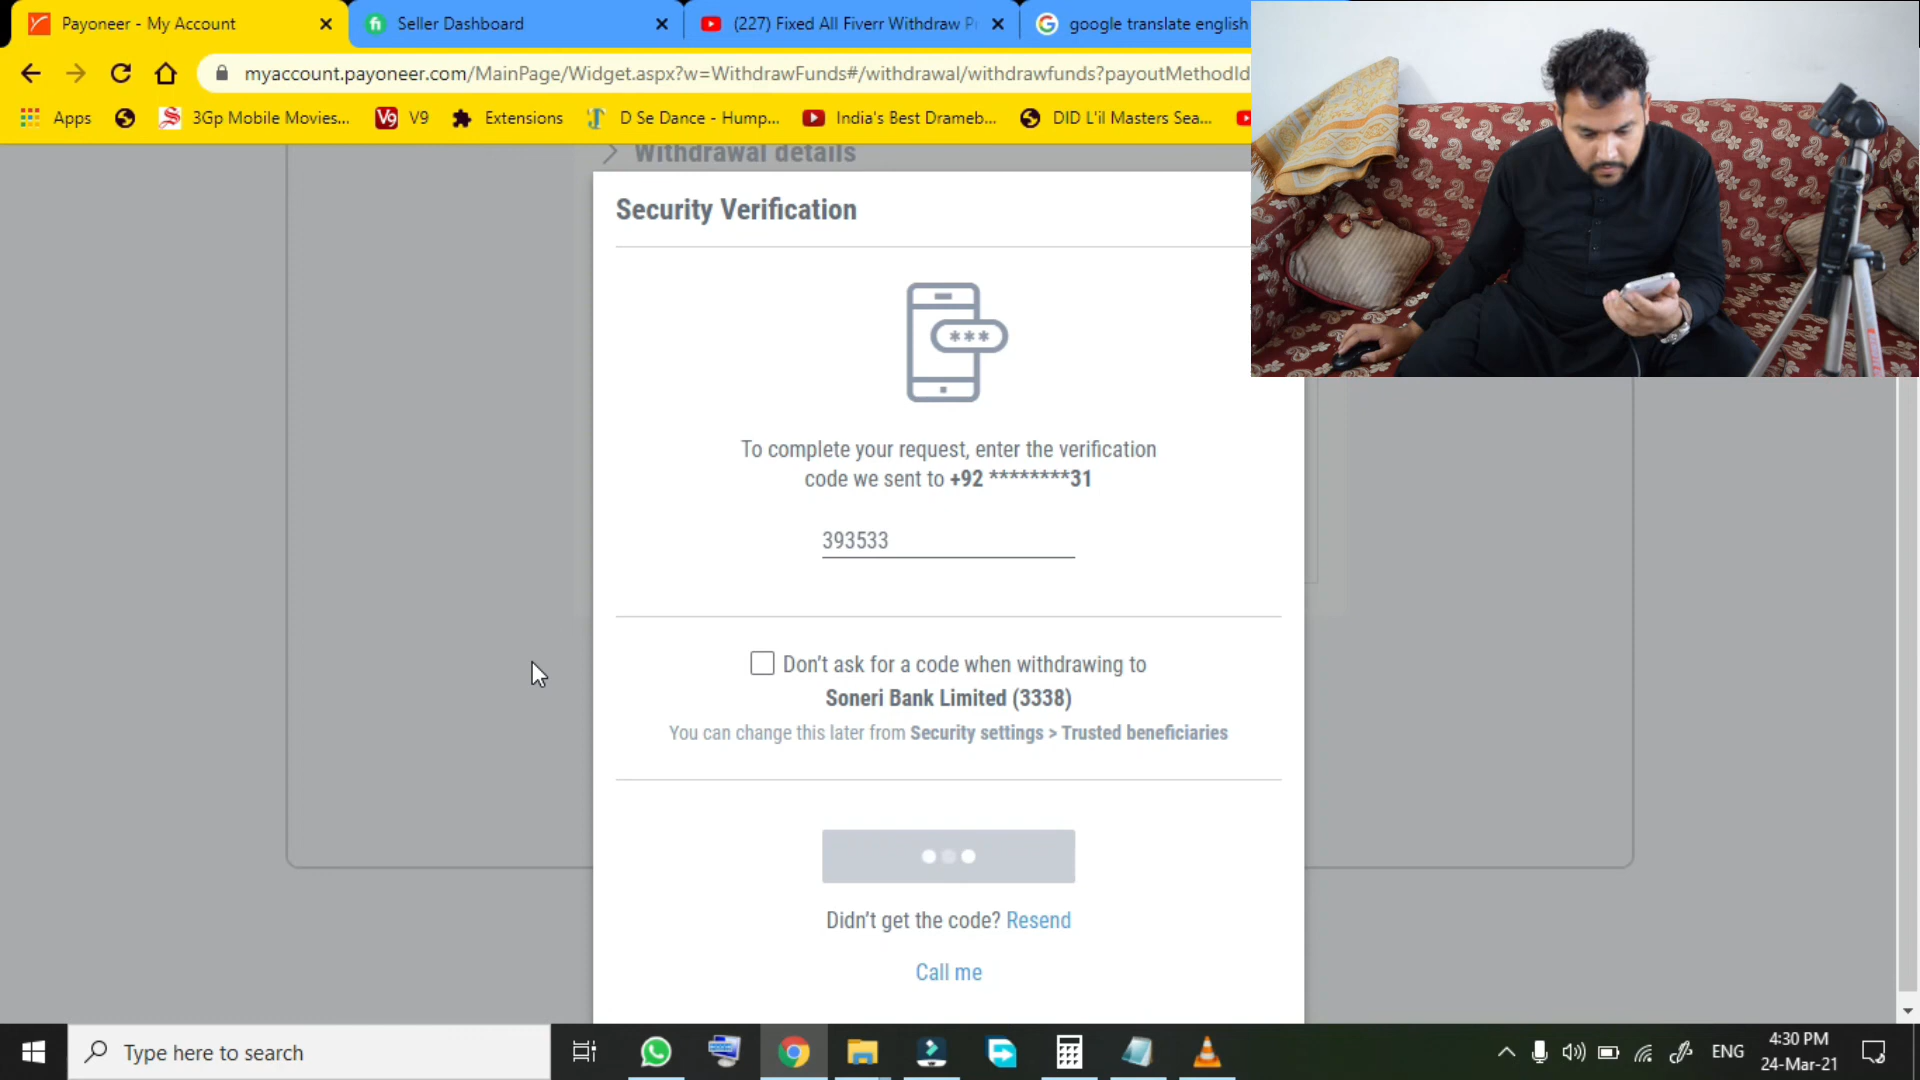 Payoneer - My Account
Seller Dashboard
(227) Fixed All Fiverr Withdraw P
google translate english
myaccount.payoneer.com/MainPage/Widget.aspx?w=WithdrawFunds#/withdrawal/withdrawfunds?payoutMethodId
Apps
3Gp Mobile Movies...
V9
Extensions
D Se Dance - Hump...
India's Best Drameb...
DID L'il Masters Sea...
Withdrawal details
Security Verification
***
To complete your request, enter the verification
code we sent to +92 ********31
393533
Don't ask for a code when withdrawing to
Soneri Bank Limited (3338)
You can change this later from Security settings > Trusted beneficiaries
Didn't get the code? Resend
Call me
Type here to search
ENG
4:30 PM
24-Mar-21